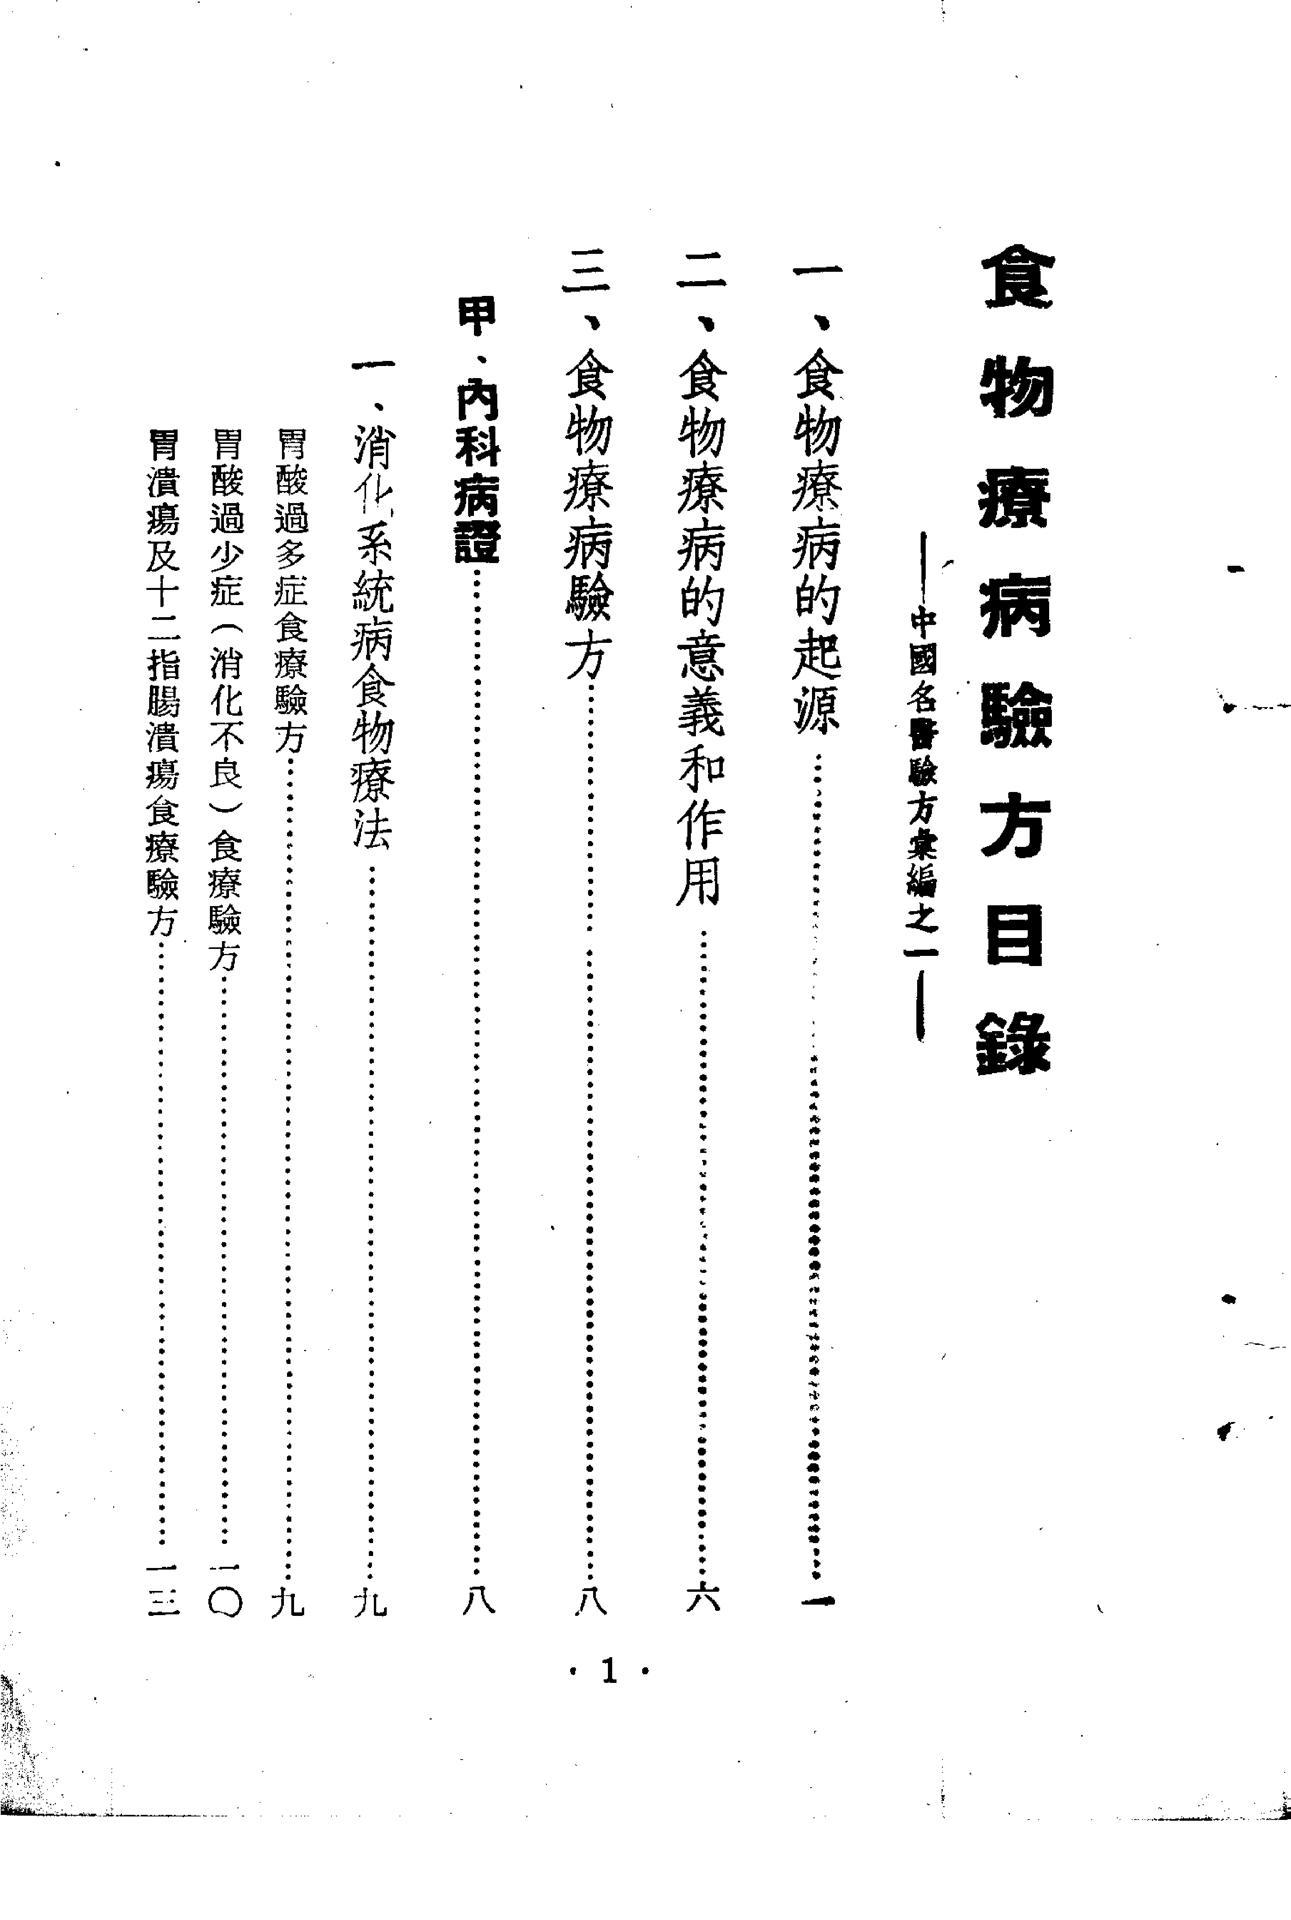 食物療病驗方目錄
——中國名醫驗方彙編之一——
一、食物療病的起源…………一
二、食物療病的意義和作用…………六
三、食物療病驗方…………八
甲、內科病證…………八
一、消化系統病食物療法…………九
胃酸過多症食療驗方…………九
胃酸過少症（消化不良）食療驗方…………一〇
胃潰瘍及十二指腸潰瘍食療驗方…………一三
· 1 ·